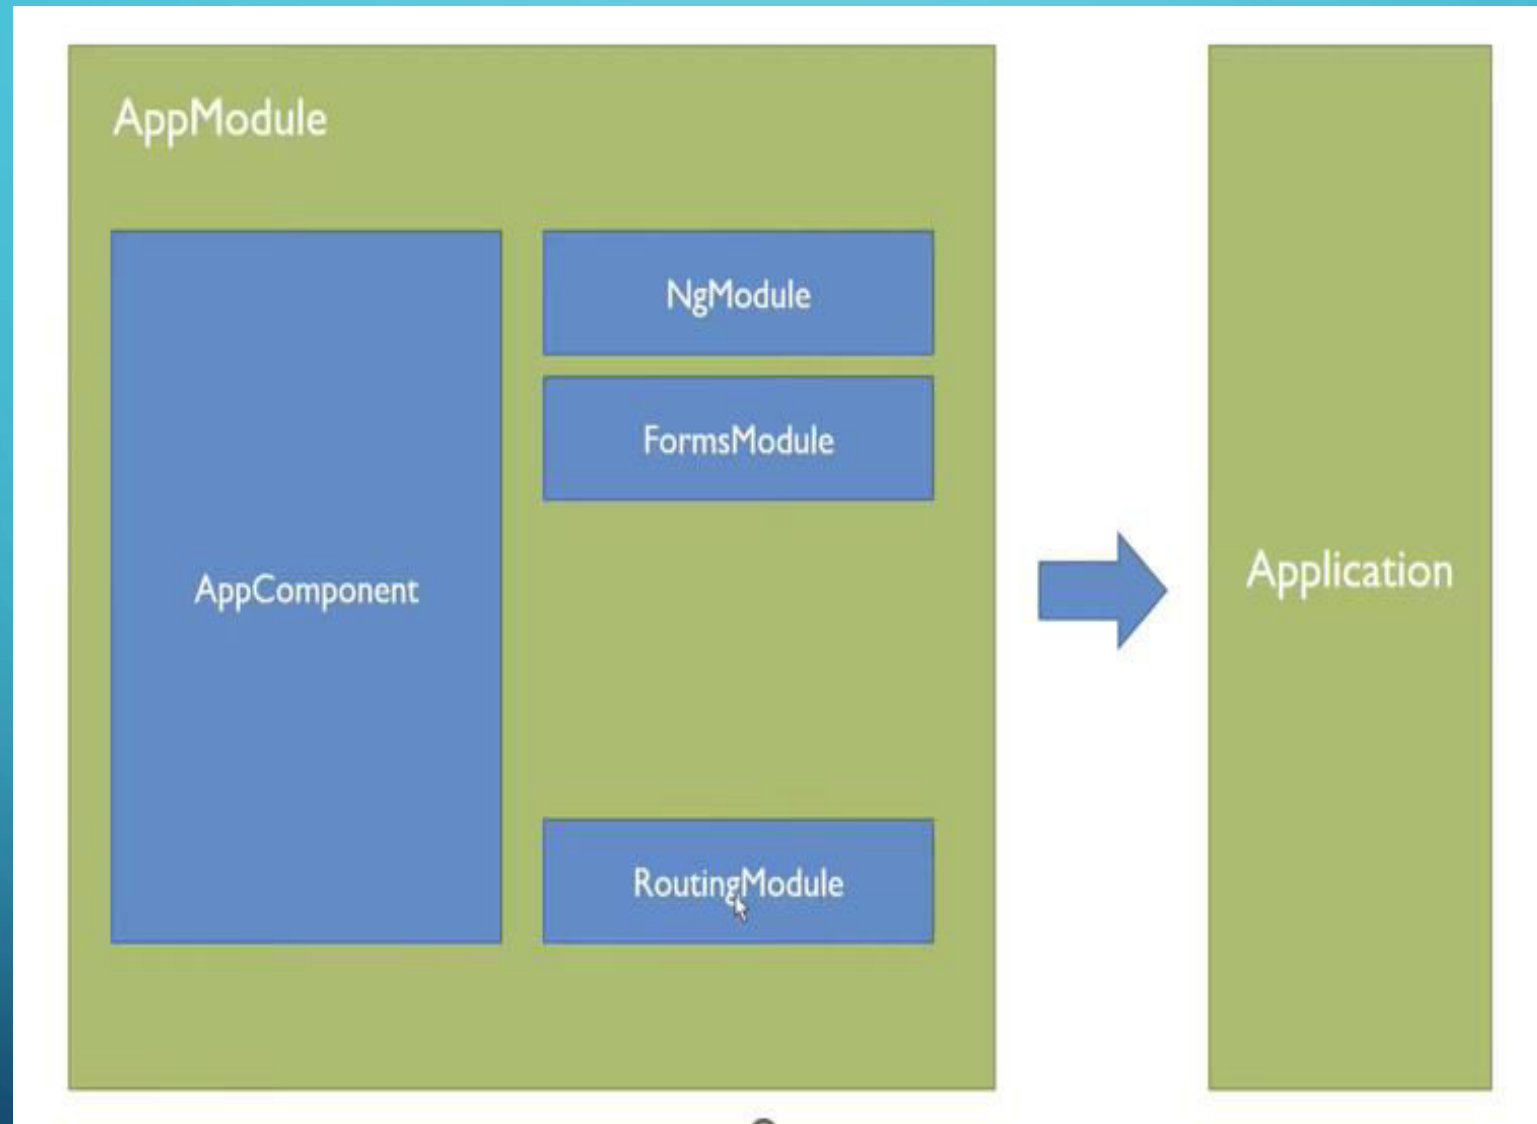 AppModule
AppComponent
NgModule
FormsModule
RoutingModule
Application